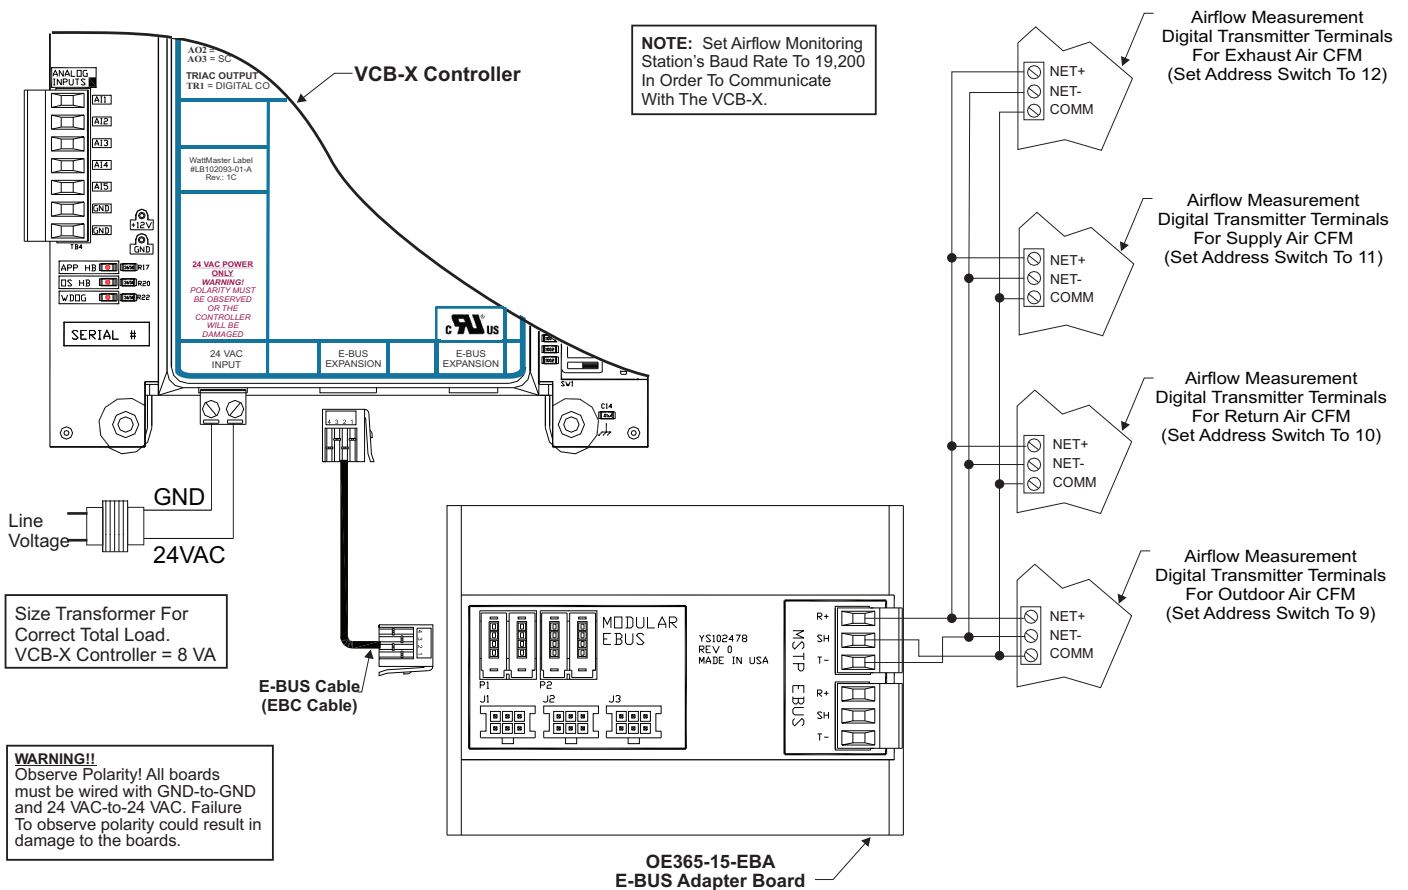 AO2 =
AO3 = SC
TRIAC OUTPUT
TR1 = DIGITAL CO
ANALOG
INPUTS
AI1
AI2
AI3
AI4
AI5
GND
GND
TB4
+12V
GND
APP HB
R17
OS HB
R20
WDOG
R22
SERIAL #
WattMaster Label
#LB102093-01-A
Rev.: 1C
24 VAC POWER
ONLY
WARNING!
POLARITY MUST
BE OBSERVED
OR THE
CONTROLLER
WILL BE
DAMAGED
24 VAC
INPUT
E-BUS
EXPANSION
E-BUS
EXPANSION
C RU ® US
SW1
C14
VCB-X Controller
NOTE: Set Airflow Monitoring
Station's Baud Rate To 19,200
In Order To Communicate
With The VCB-X.
Airflow Measurement
Digital Transmitter Terminals
For Exhaust Air CFM
(Set Address Switch To 12)
NET+
NET-
COMM
Airflow Measurement
Digital Transmitter Terminals
For Supply Air CFM
(Set Address Switch To 11)
NET+
NET-
COMM
Airflow Measurement
Digital Transmitter Terminals
For Return Air CFM
(Set Address Switch To 10)
NET+
NET-
COMM
Airflow Measurement
Digital Transmitter Terminals
For Outdoor Air CFM
(Set Address Switch To 9)
NET+
NET-
COMM
4 3 2 1
GND
Line
Voltage
24VAC
Size Transformer For
Correct Total Load.
VCB-X Controller = 8 VA
4 3 2 1
E-BUS Cable
(EBC Cable)
WARNING!!
Observe Polarity! All boards
must be wired with GND-to-GND
and 24 VAC-to-24 VAC. Failure
To observe polarity could result in
damage to the boards.
MODULAR
EBUS
P1
P2
J1
J2
J3
YS102478
REV 0
MADE IN USA
MSTP EBUS
R+
SH
T-
R+
SH
T-
OE365-15-EBA
E-BUS Adapter Board